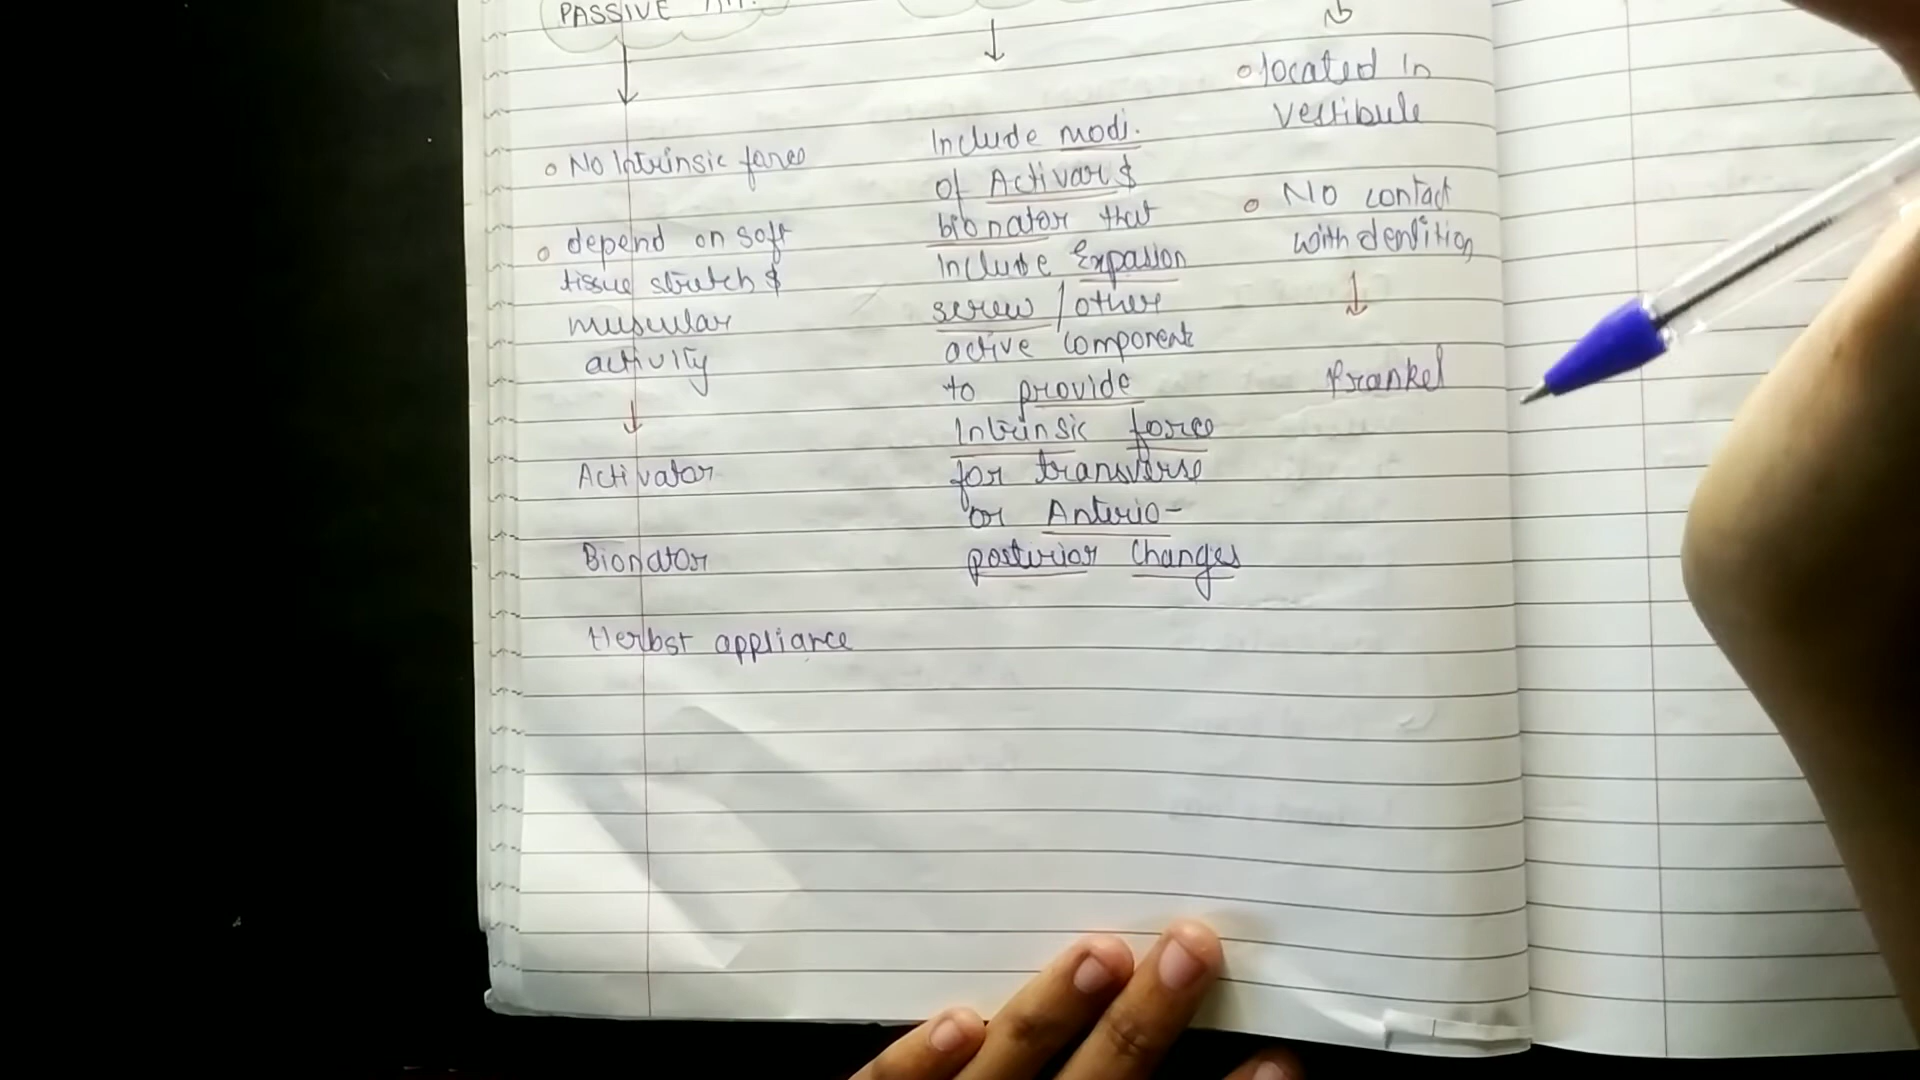 PASSIVE
o No Intrinsic force
o depend on soft
tissue stretch &
muscular
activity
Activator
Bionator
Herbst appliance
Include modi.
of Activar &
bionator that
Include Expasion
screw / other
active component
to provide
Intrinsic force
for transverse
or Anterio-
posterior changes
o located in
vestibule
o No contact
with dentition
frankel